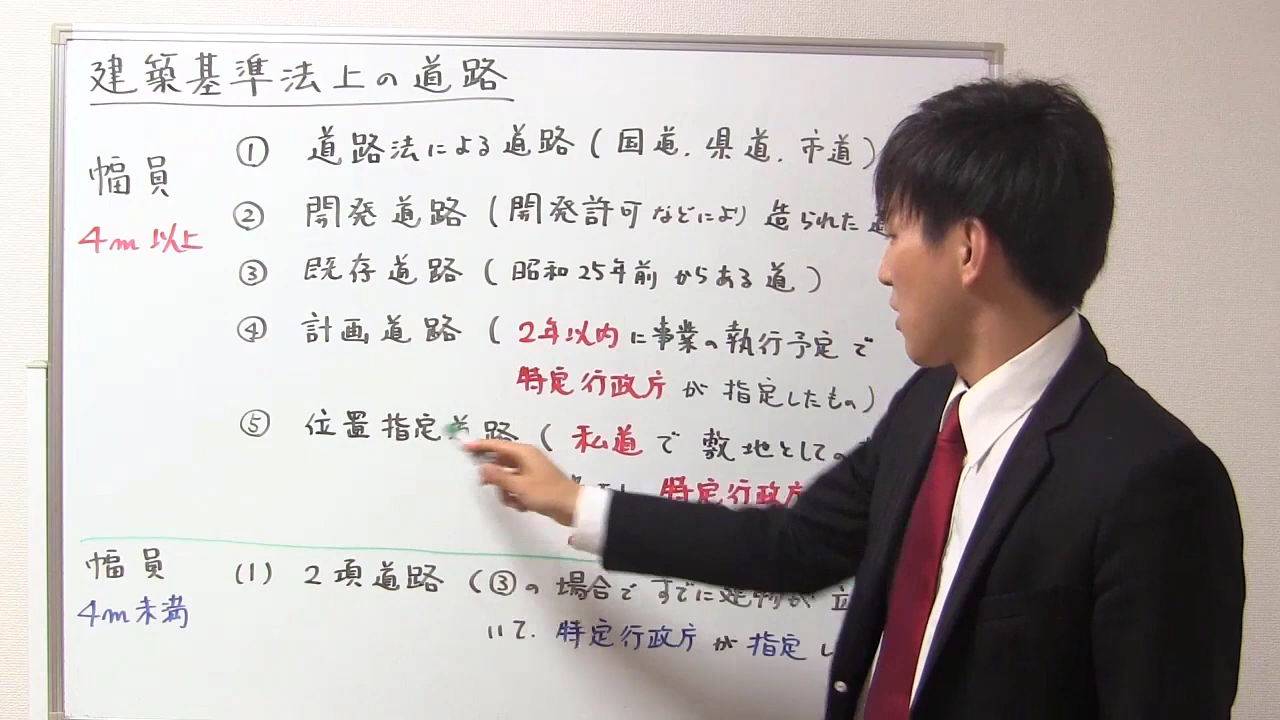 建築基準法上の道路
幅員
4m以上
① 道路法による道路(国道、県道、市道)
② 開発道路(開発許可などにより造られた
③ 既存道路(昭和25年前からある道)
④ 計画道路(2年以内に事業の執行予定で
特定行政庁が指定したもの)
⑤ 位置指定道路(私道で敷地としての
特定行政庁
幅員
4m未満
(1) 2項道路(③の場合ですでに建物が立
いて、特定行政庁が指定し